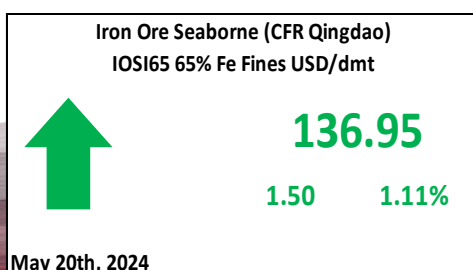 Iron Ore Seaborne (CFR Qingdao)
IOSI65 65% Fe Fines USD/dmt
136.95
1.50 1.11%
May 20th, 2024